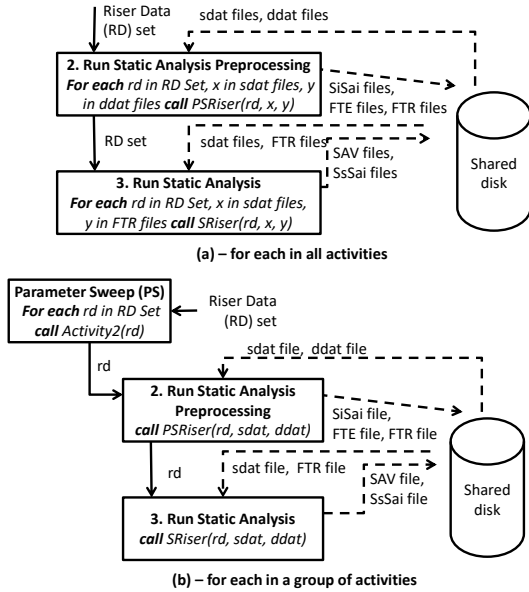 Riser Data
(RD) set
sdat files, ddat files
2. Run Static Analysis Preprocessing
For each rd in RD Set, x in sdat files, y
in ddat files call PSRiser(rd, x, y)
SiSai files,
FTE files, FTR files
RD set
sdat files, FTR files
SAV files,
SsSai files
Shared
disk
3. Run Static Analysis
For each rd in RD Set, x in sdat files,
y in FTR files call SRiser(rd, x, y)
(a) – for each in all activities
Parameter Sweep (PS)
For each rd in RD Set
call Activity2(rd)
Riser Data
(RD) set
rd
sdat file, ddat file
2. Run Static Analysis
Preprocessing
call PSRiser(rd, sdat, ddat)
SiSai file,
FTE file, FTR file
rd
sdat file, FTR file
SAV file,
SsSai file
Shared
disk
3. Run Static Analysis
call SRiser(rd, sdat, ddat)
(b) – for each in a group of activities